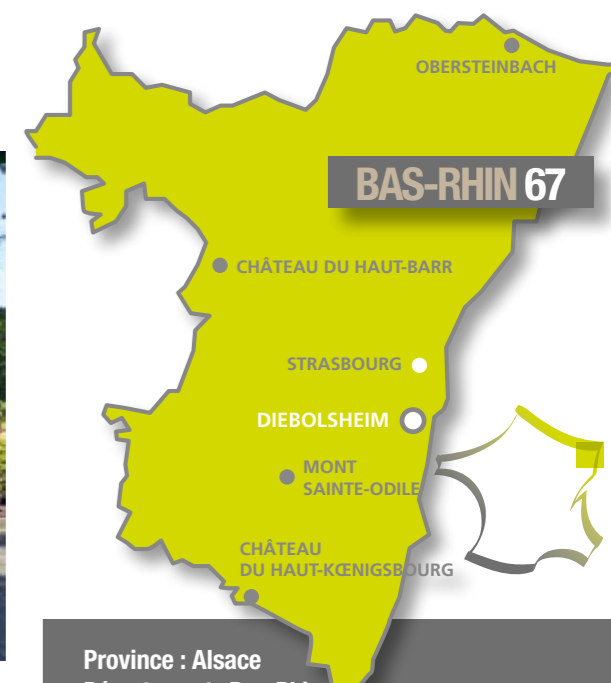 OBERSTEINBACH
BAS-RHIN 67
CHÂTEAU DU HAUT-BARR
STRASBOURG
DIEBOLSHEIM
MONT
SAINTE-ODILE
CHÂTEAU
DU HAUT-KŒNIGSBOURG
Province : Alsace